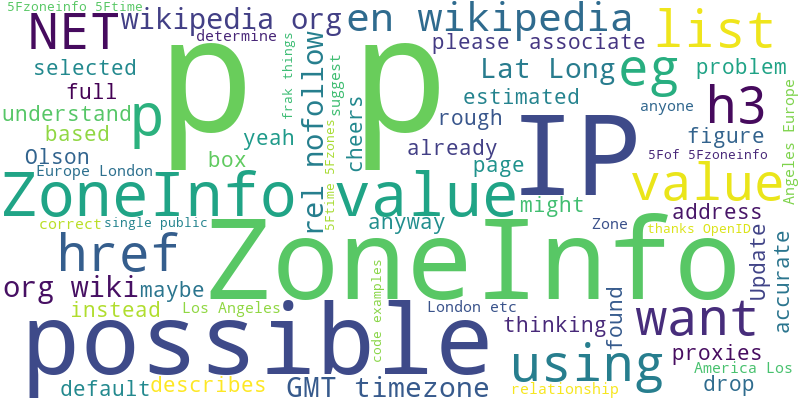 5Fzoneinfo 5Ftime
NET
wikipedia org
en wikipedia
list
determine
please associate
selected
p p
frak things
suggest
Lat Long
eg
problem
full
understand
p
rel nofollow
cheers
estimated
anyone
h3
based
yeah
rough
figure
IP
Olson
box
already
page
5Fof 5Fzoneinfo
Angeles Europe
Europe London
5Ftime 5Fzones
ZoneInfo value
might
value
correct
single public
anyway
Zone
address
thanks OpenID
href
ZoneInfo
Update
accurate
org wiki
maybe
code examples
found
instead
Los Angeles
London etc
thinking
want
possible
using
proxies
America Los
default
describes
GMT timezone
relationship
drop